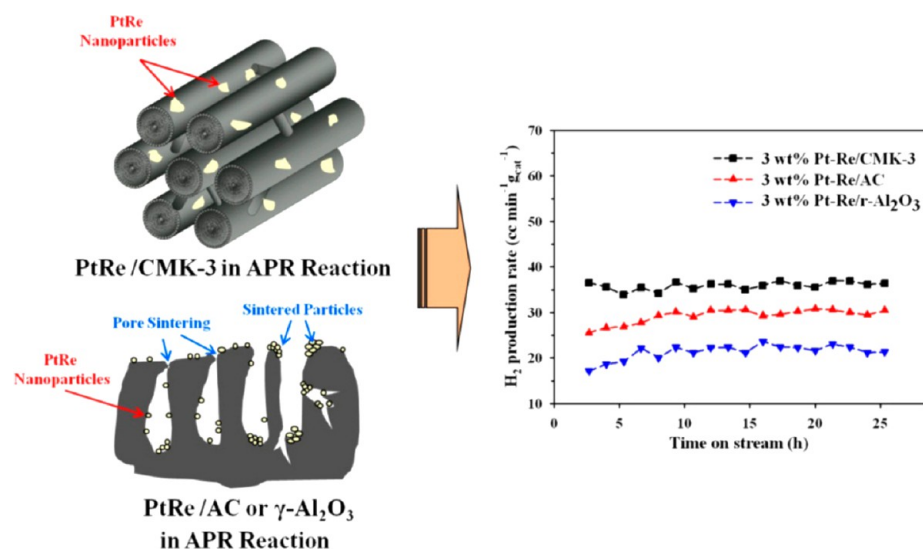 PtRe
Nanoparticles
PtRe /CMK-3 in APR Reaction
Pore Sintering
Sintered Particles
PtRe
Nanoparticles
PtRe /AC or γ-Al₂O₃
in APR Reaction
H₂ production rate (cc min⁻¹g_cat⁻¹)
70
60
50
40
30
20
10
3 wt% Pt-Re/CMK-3
3 wt% Pt-Re/AC
3 wt% Pt-Re/r-Al₂O₃
0 5 10 15 20 25
Time on stream (h)